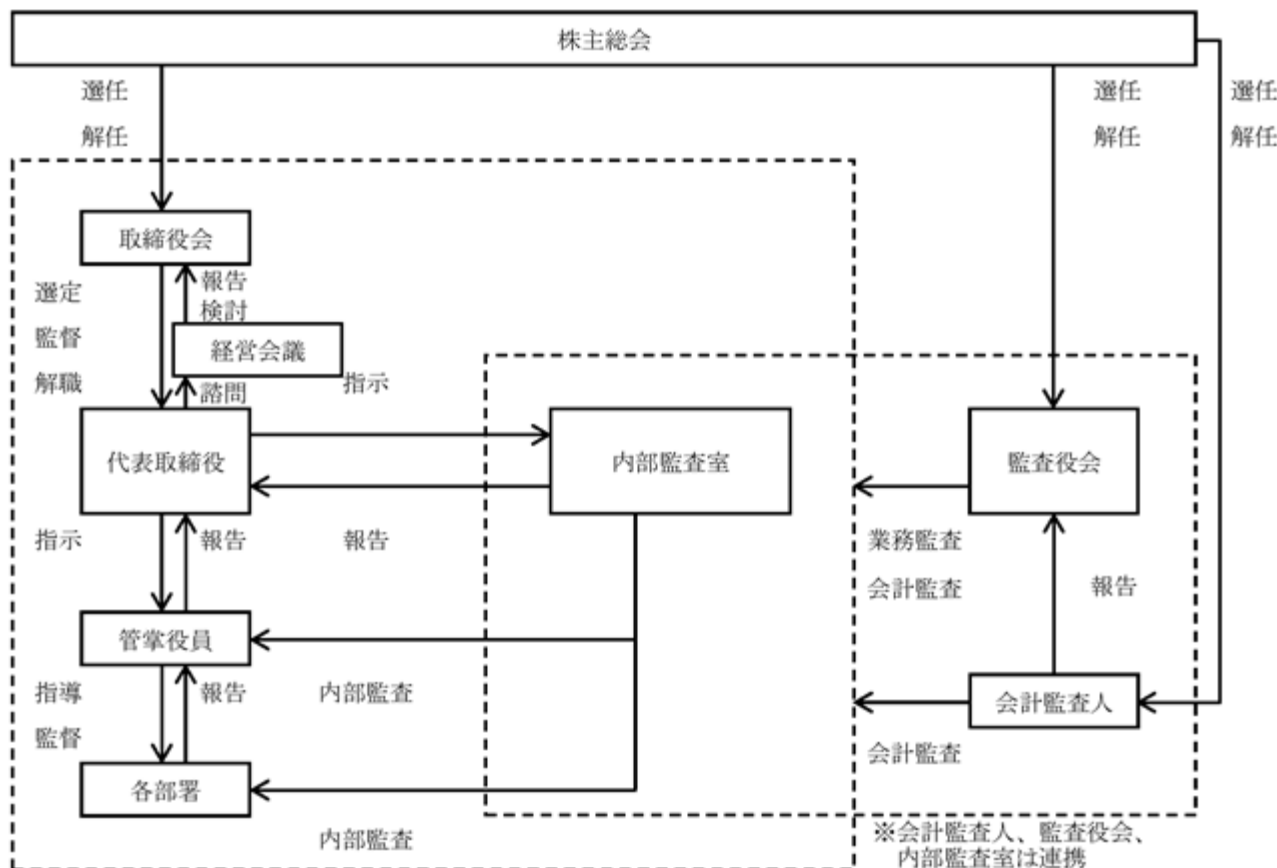 株主総会
選任
解任
選任
解任
選任
解任
取締役会
選定
監督
解職
報告
検討
経営会議
諮問
指示
代表取締役
内部監査室
監査役会
指示
報告
報告
業務監査
会計監査
報告
管掌役員
指導
監督
報告
内部監査
会計監査人
会計監査
各部署
内部監査
※会計監査人、監査役会、
内部監査室は連携